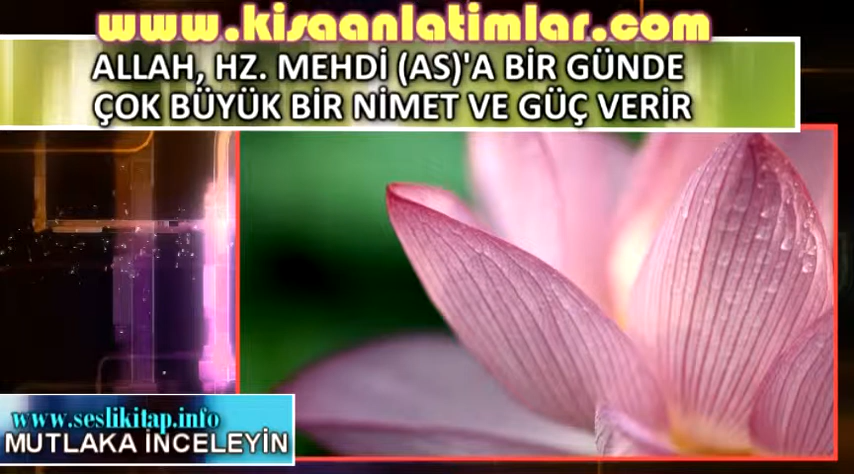 www.kisaanlatimlar.com
ALLAH, HZ. MEHDİ (AS)'A BİR GÜNDE
ÇOK BÜYÜK BİR NİMET VE GÜÇ VERİR
www.seslikitap.info
MUTLAKA İNCELEYİN